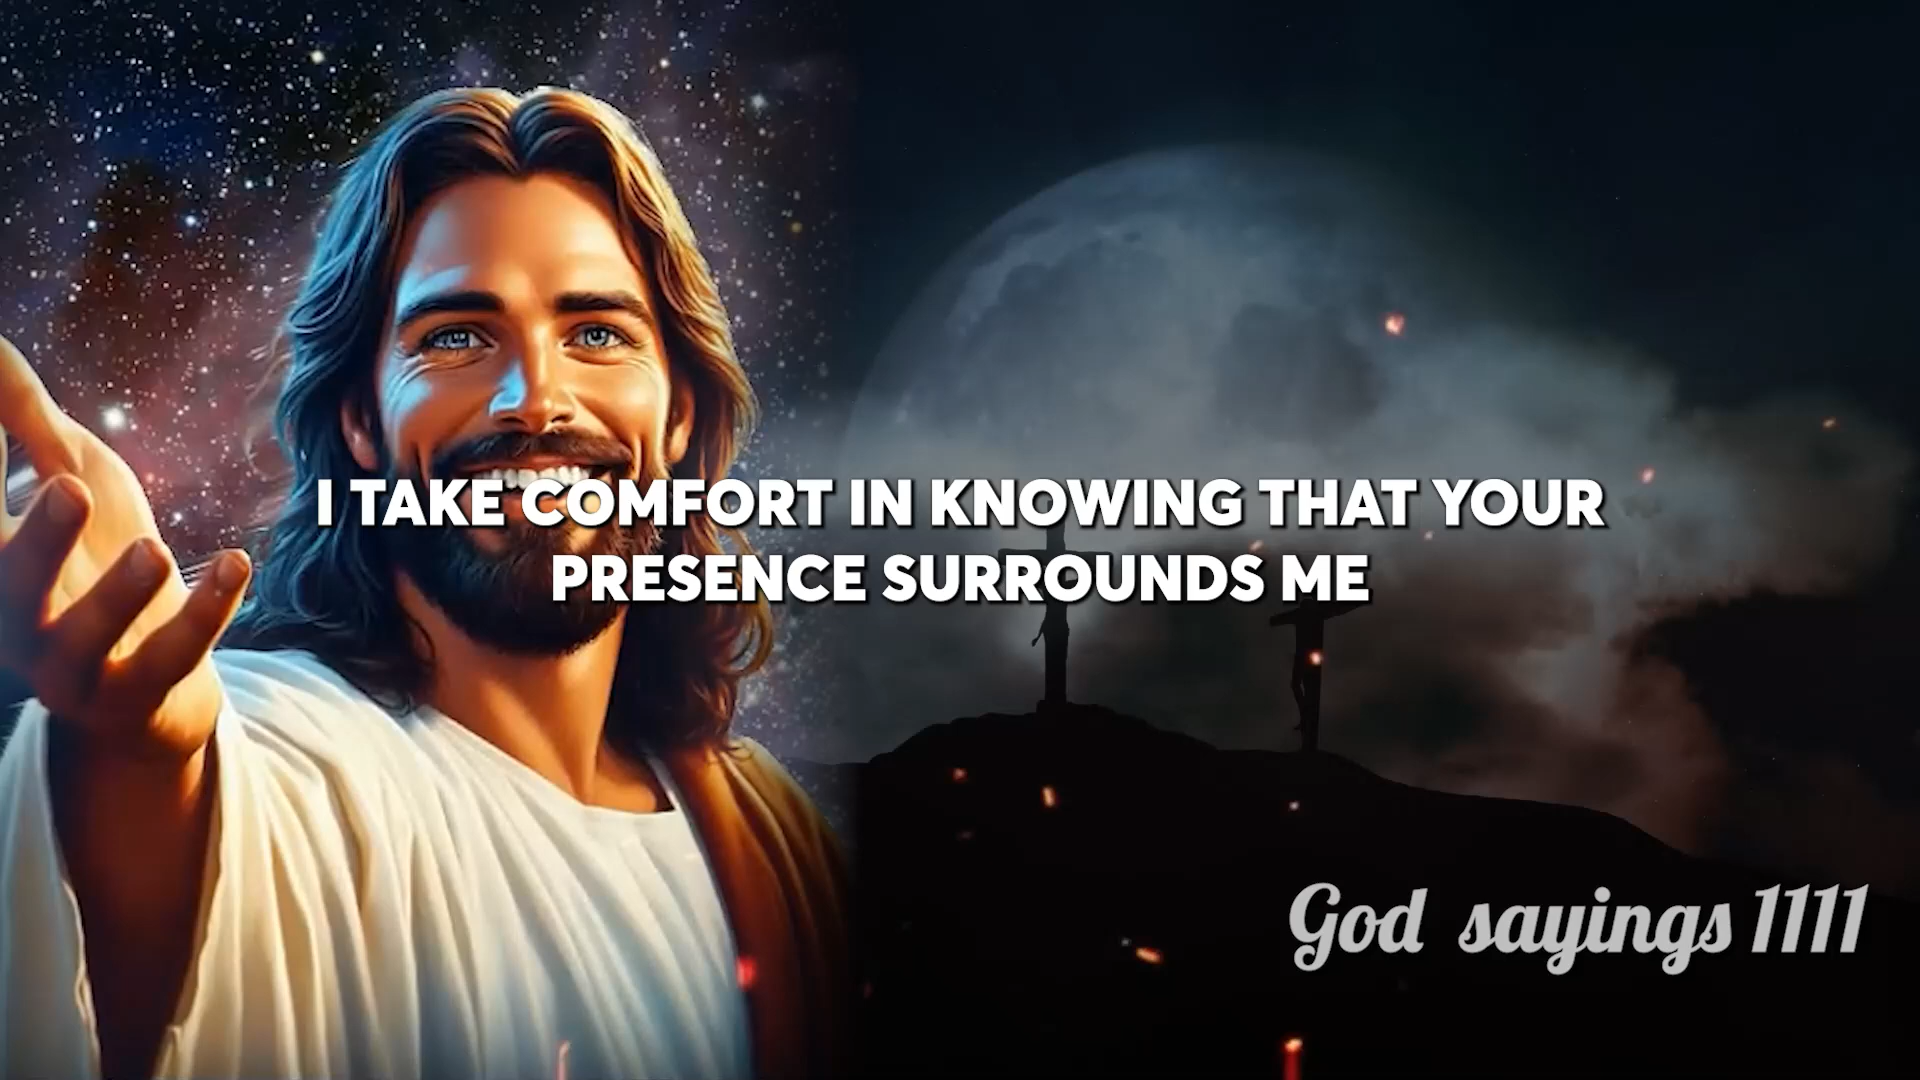 I TAKE COMFORT IN KNOWING THAT YOUR
PRESENCE SURROUNDS ME
God sayings 1111